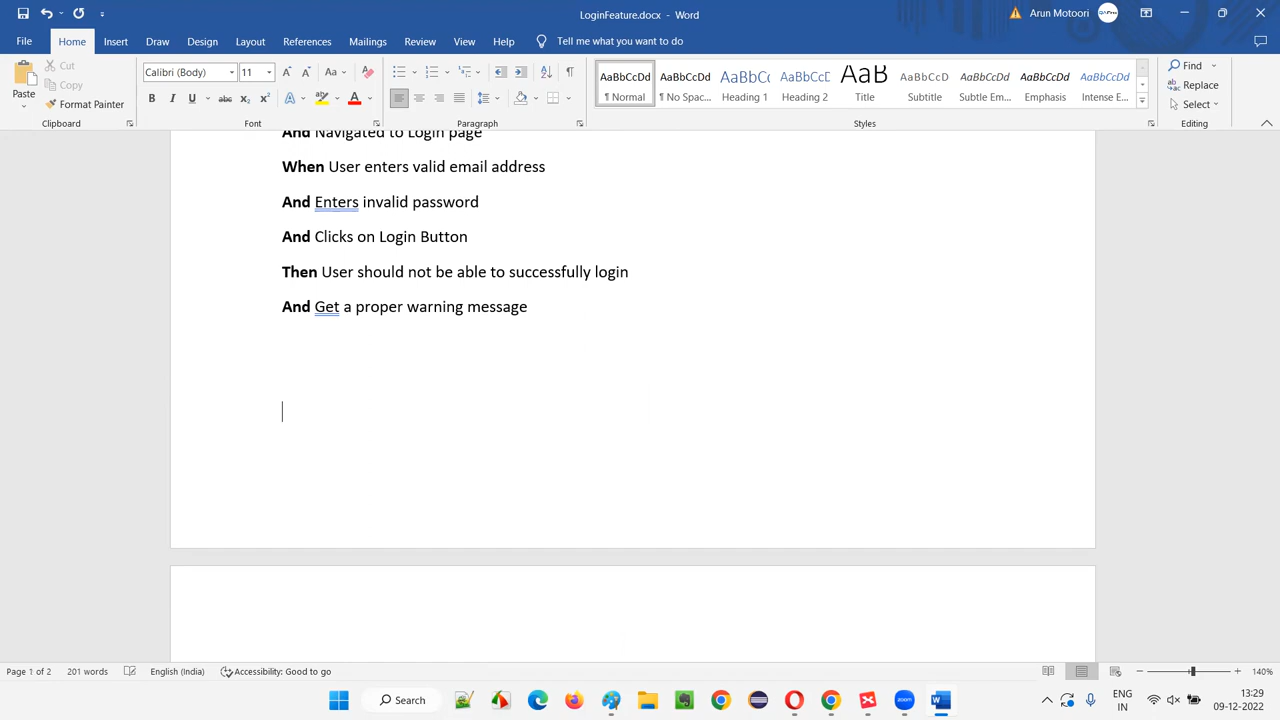 LoginFeature.docx - Word
Arun Motoori
File Home Insert Draw Design Layout References Mailings Review View Help Tell me what you want to do
Paste
Cut
Copy
Format Painter
Clipboard
Calibri (Body) 11
Font
Paragraph
AaBbCcDd AaBbCcDd AaBbCc AaBbCcD AaB AaBbCcDd AaBbCcDd AaBbCcDd AaBbCcDd
¶ Normal ¶ No Spac... Heading 1 Heading 2 Title Subtitle Subtle Em... Emphasis Intense E...
Styles
Find
Replace
Select
Editing
And Navigated to Login page
When User enters valid email address
And Enters invalid password
And Clicks on Login Button
Then User should not be able to successfully login
And Get a proper warning message
Page 1 of 2 201 words English (India) Accessibility: Good to go 140%
Search
zoom
ENG
IN
13:29
09-12-2022